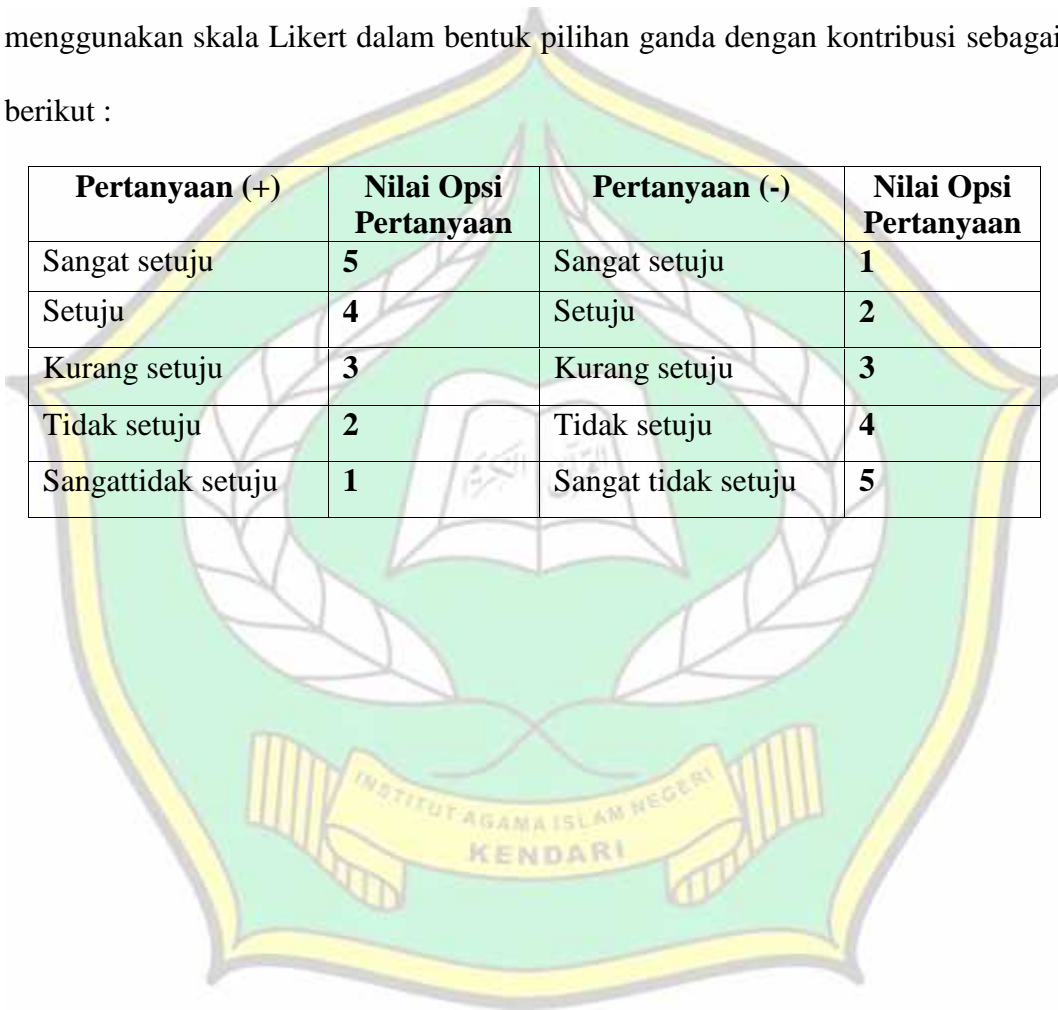 menggunakan skala Likert dalam bentuk pilihan ganda dengan kontribusi sebagai
berikut :
Pertanyaan (+) Nilai Opsi Pertanyaan Pertanyaan (-) Nilai Opsi Pertanyaan
Sangat setuju 5 Sangat setuju 1
Setuju 4 Setuju 2
Kurang setuju 3 Kurang setuju 3
Tidak setuju 2 Tidak setuju 4
Sangattidak setuju 1 Sangat tidak setuju 5
INSTITUT AGAMA ISLAM NEGERI
KENDARI